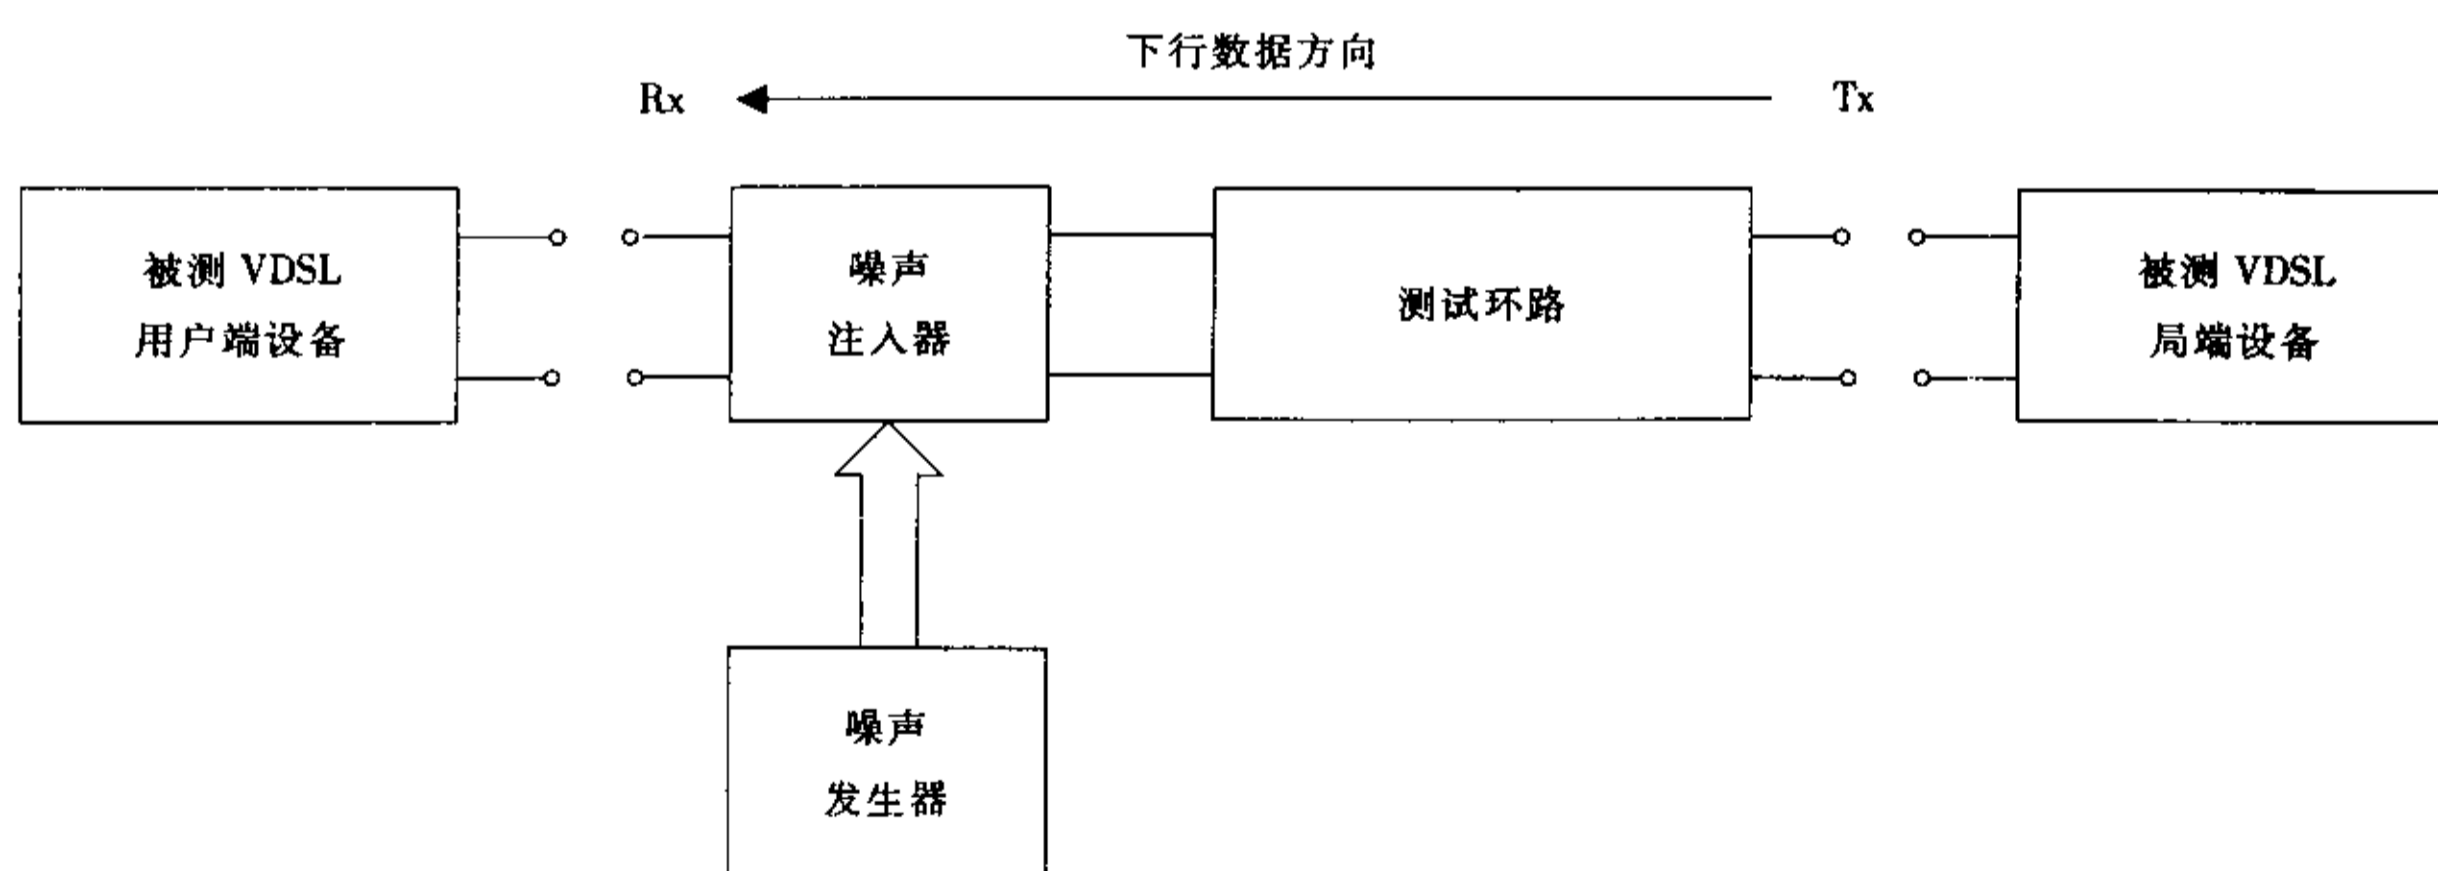 下行数据方向
Rx
Tx
被测 VDSL
用户端设备
噪声
注入器
测试环路
被测 VDSL
局端设备
噪声
发生器